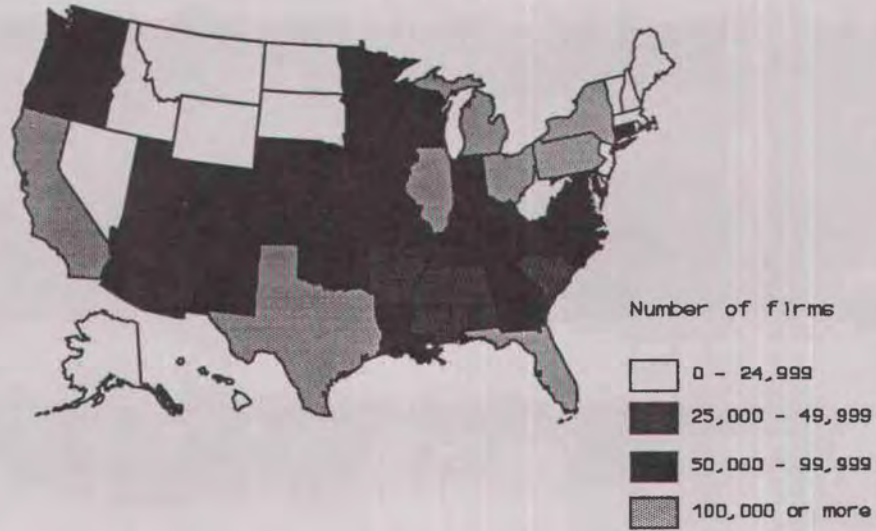 Number of firms
0 - 24,999
25,000 - 49,999
50,000 - 99,999
100,000 or more